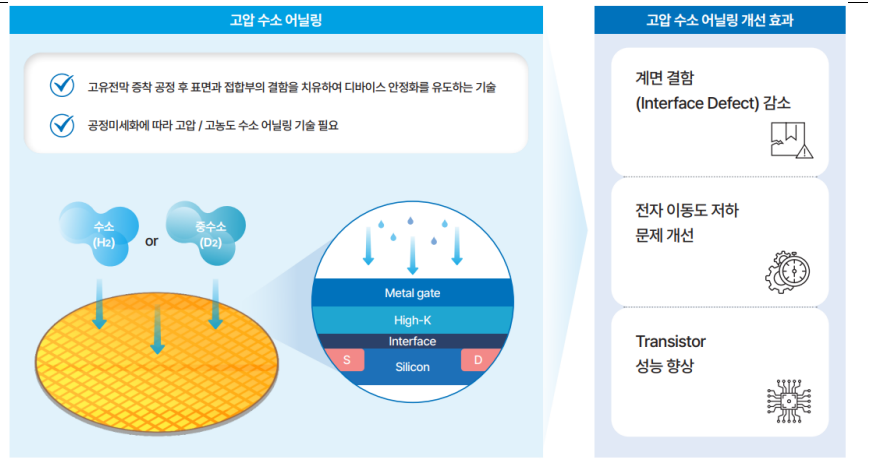 고압 수소 어닐링
고유전막 증착 공정 후 표면과 접합부의 결함을 치유하여 디바이스 안정화를 유도하는 기술
공정미세화에 따라 고압 / 고농도 수소 어닐링 기술 필요
수소
(H2)
or
중수소
(D2)
Metal gate
High-K
Interface
S
D
Silicon
고압 수소 어닐링 개선 효과
계면 결함
(Interface Defect) 감소
전자 이동도 저하
문제 개선
Transistor
성능 향상